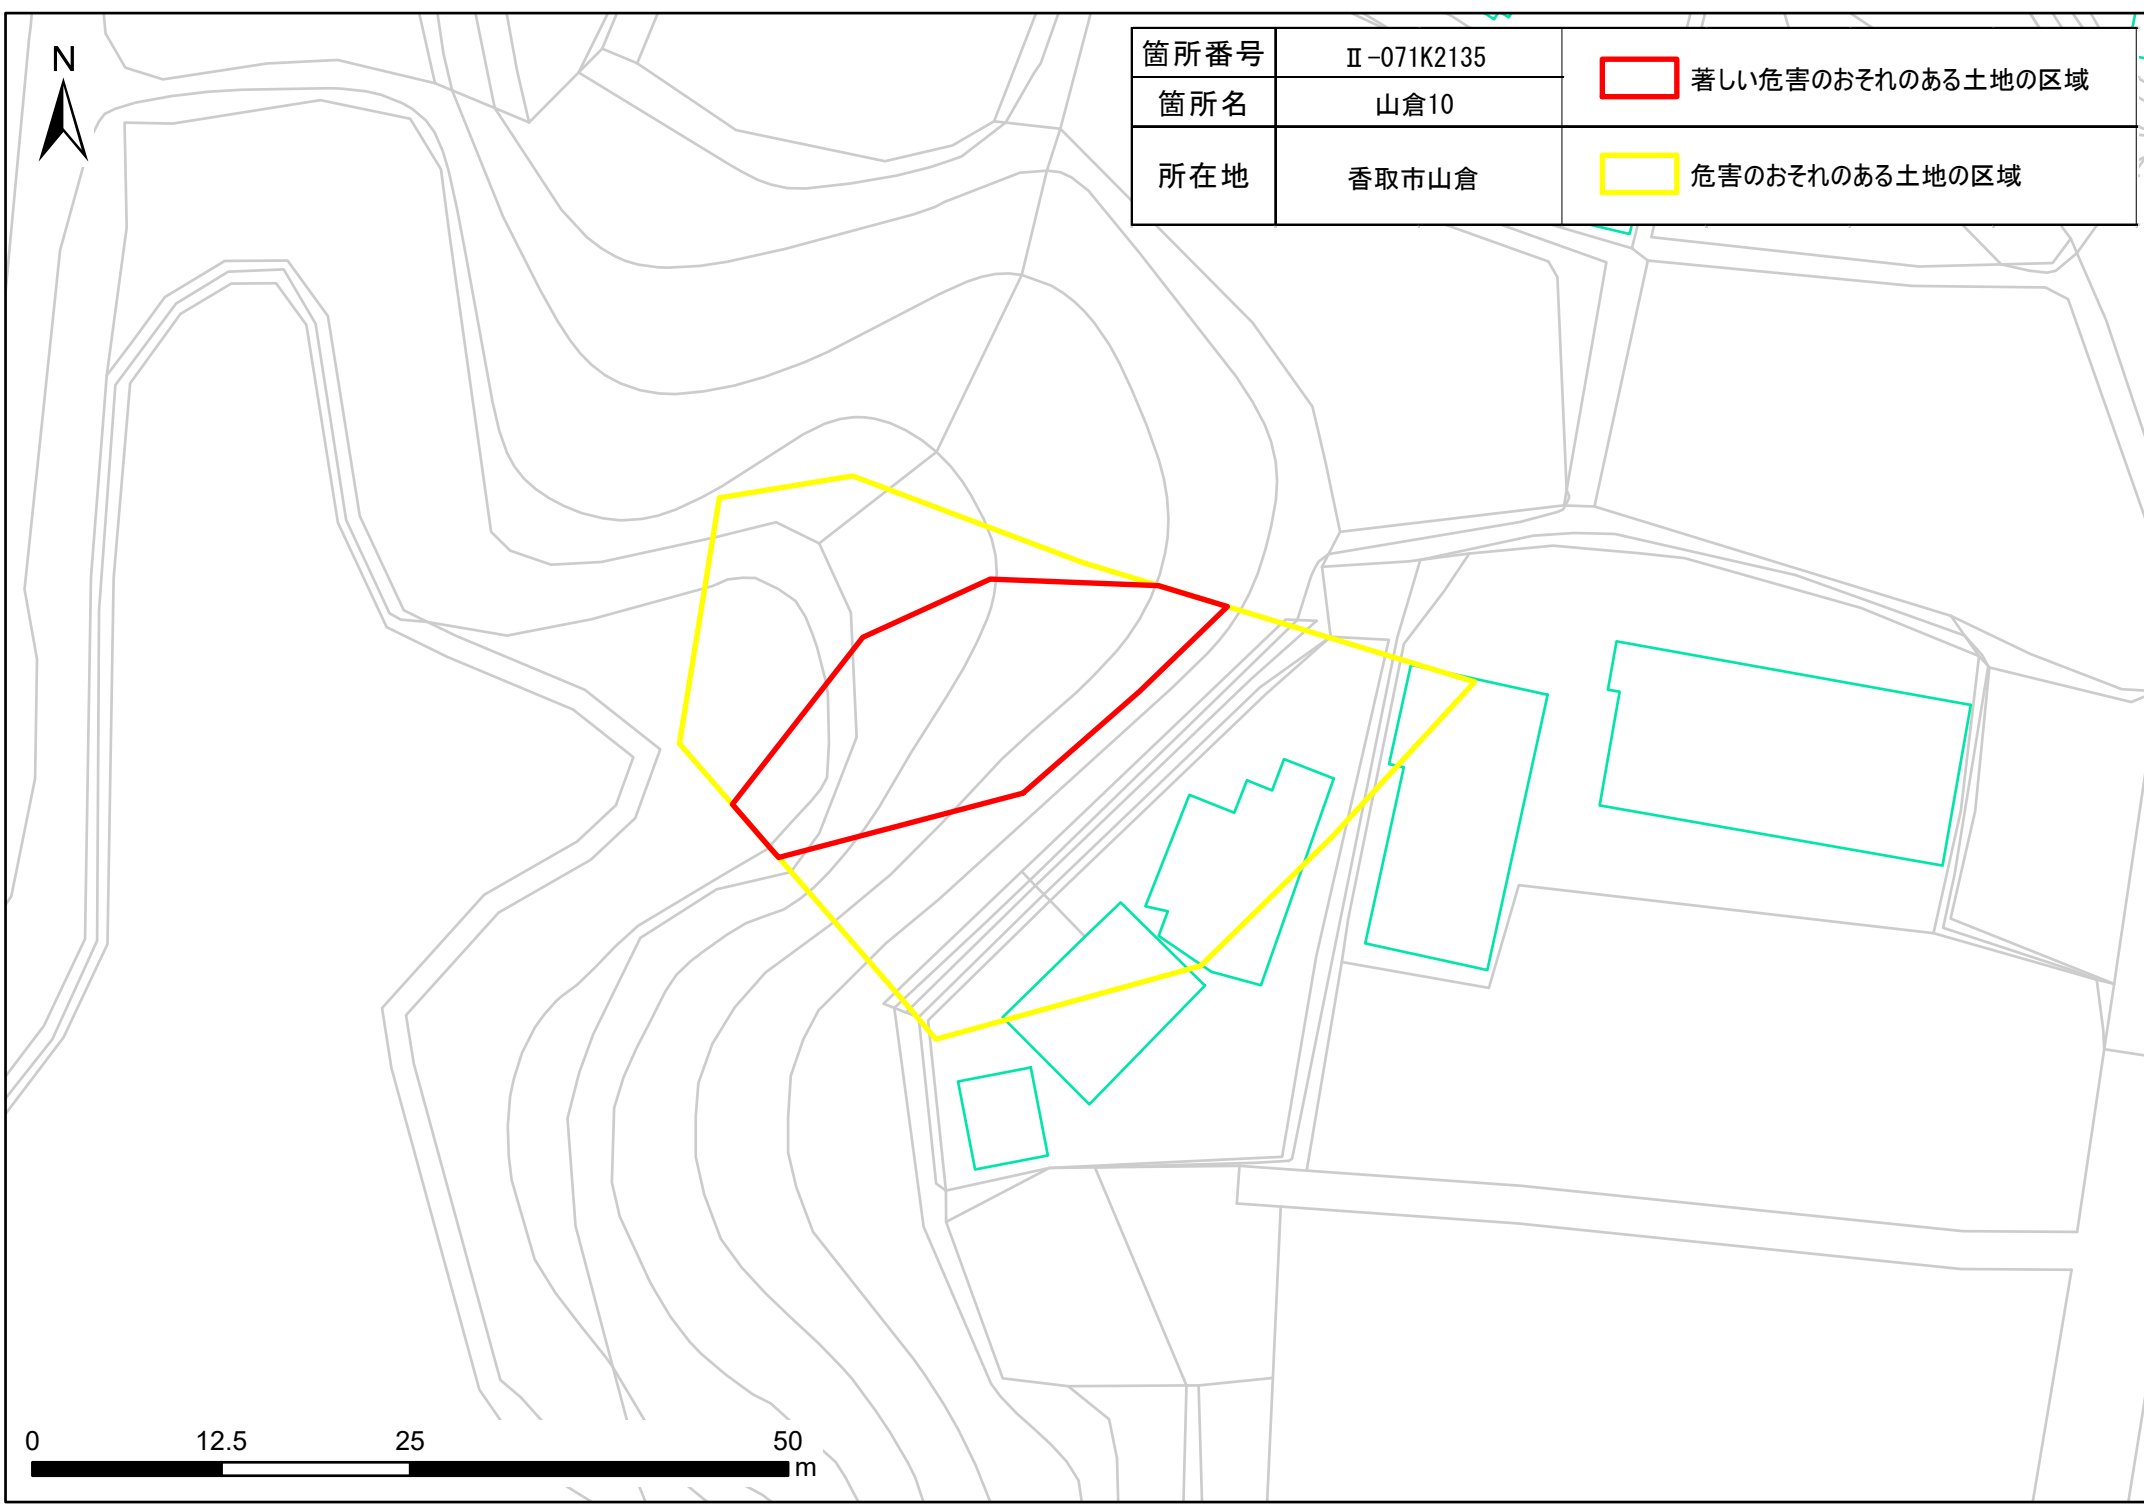 N
箇所番号 Ⅱ-071K2135
箇所名 山倉10
所在地 香取市山倉
著しい危害のおそれのある土地の区域
危害のおそれのある土地の区域
0 12.5 25 50
m